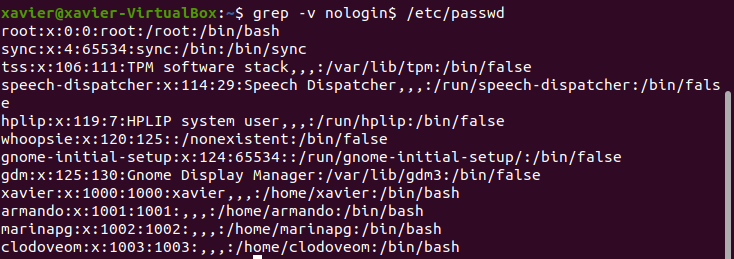 xavier@xavier-VirtualBox:~$ grep -v nologin$ /etc/passwd
root:x:0:0:root:/root:/bin/bash
sync:x:4:65534:sync:/bin:/bin/sync
tss:x:106:111:TPM software stack,,,:/var/lib/tpm:/bin/false
speech-dispatcher:x:114:29:Speech Dispatcher,,,:/run/speech-dispatcher:/bin/fals
e
hplip:x:119:7:HPLIP system user,,,:/run/hplip:/bin/false
whoopsie:x:120:125::/nonexistent:/bin/false
gnome-initial-setup:x:124:65534::/run/gnome-initial-setup/:/bin/false
gdm:x:125:130:Gnome Display Manager:/var/lib/gdm3:/bin/false
xavier:x:1000:1000:xavier,,,:/home/xavier:/bin/bash
armando:x:1001:1001:,,,:/home/armando:/bin/bash
marinapg:x:1002:1002:,,,:/home/marinapg:/bin/bash
clodoveom:x:1003:1003:,,,:/home/clodoveom:/bin/bash